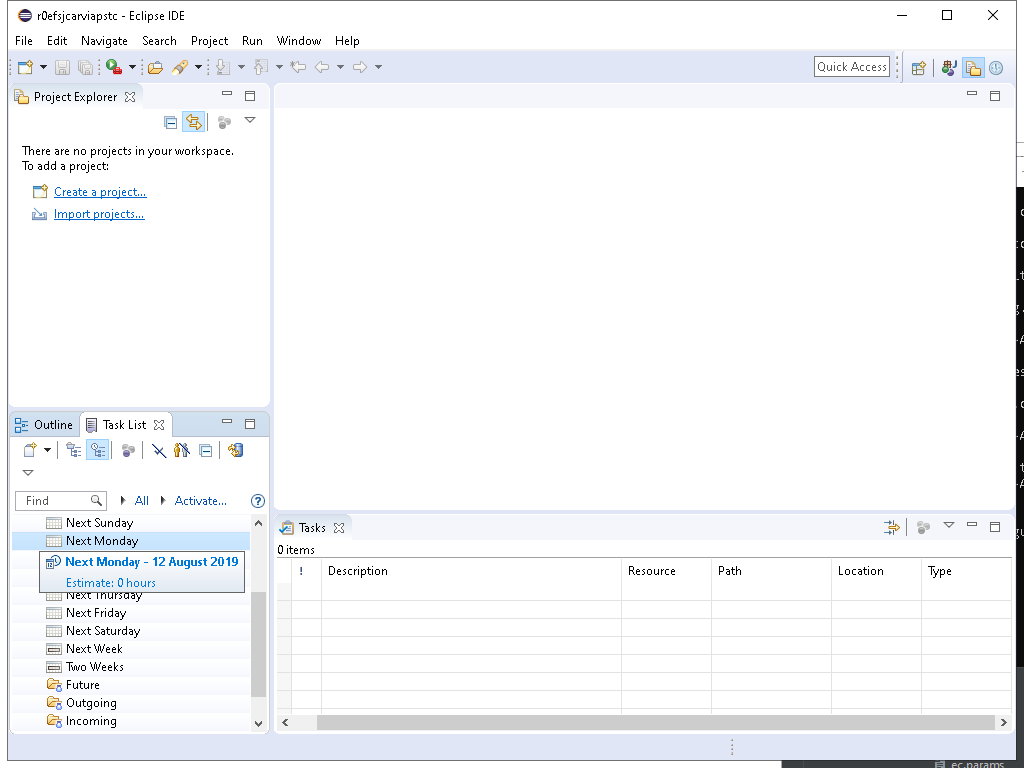 r0efsjcarviapstc - Eclipse IDE
File Edit Navigate Search Project Run Window Help
Quick Access
Project Explorer
There are no projects in your workspace.
To add a project:
Create a project...
Import projects...
Outline Task List
Find All Activate...
Next Sunday
Next Monday
Next Monday - 12 August 2019
Estimate: 0 hours
Next Thursday
Next Friday
Next Saturday
Next Week
Two Weeks
Future
Outgoing
Incoming
Tasks
0 items
! Description Resource Path Location Type
ec.params